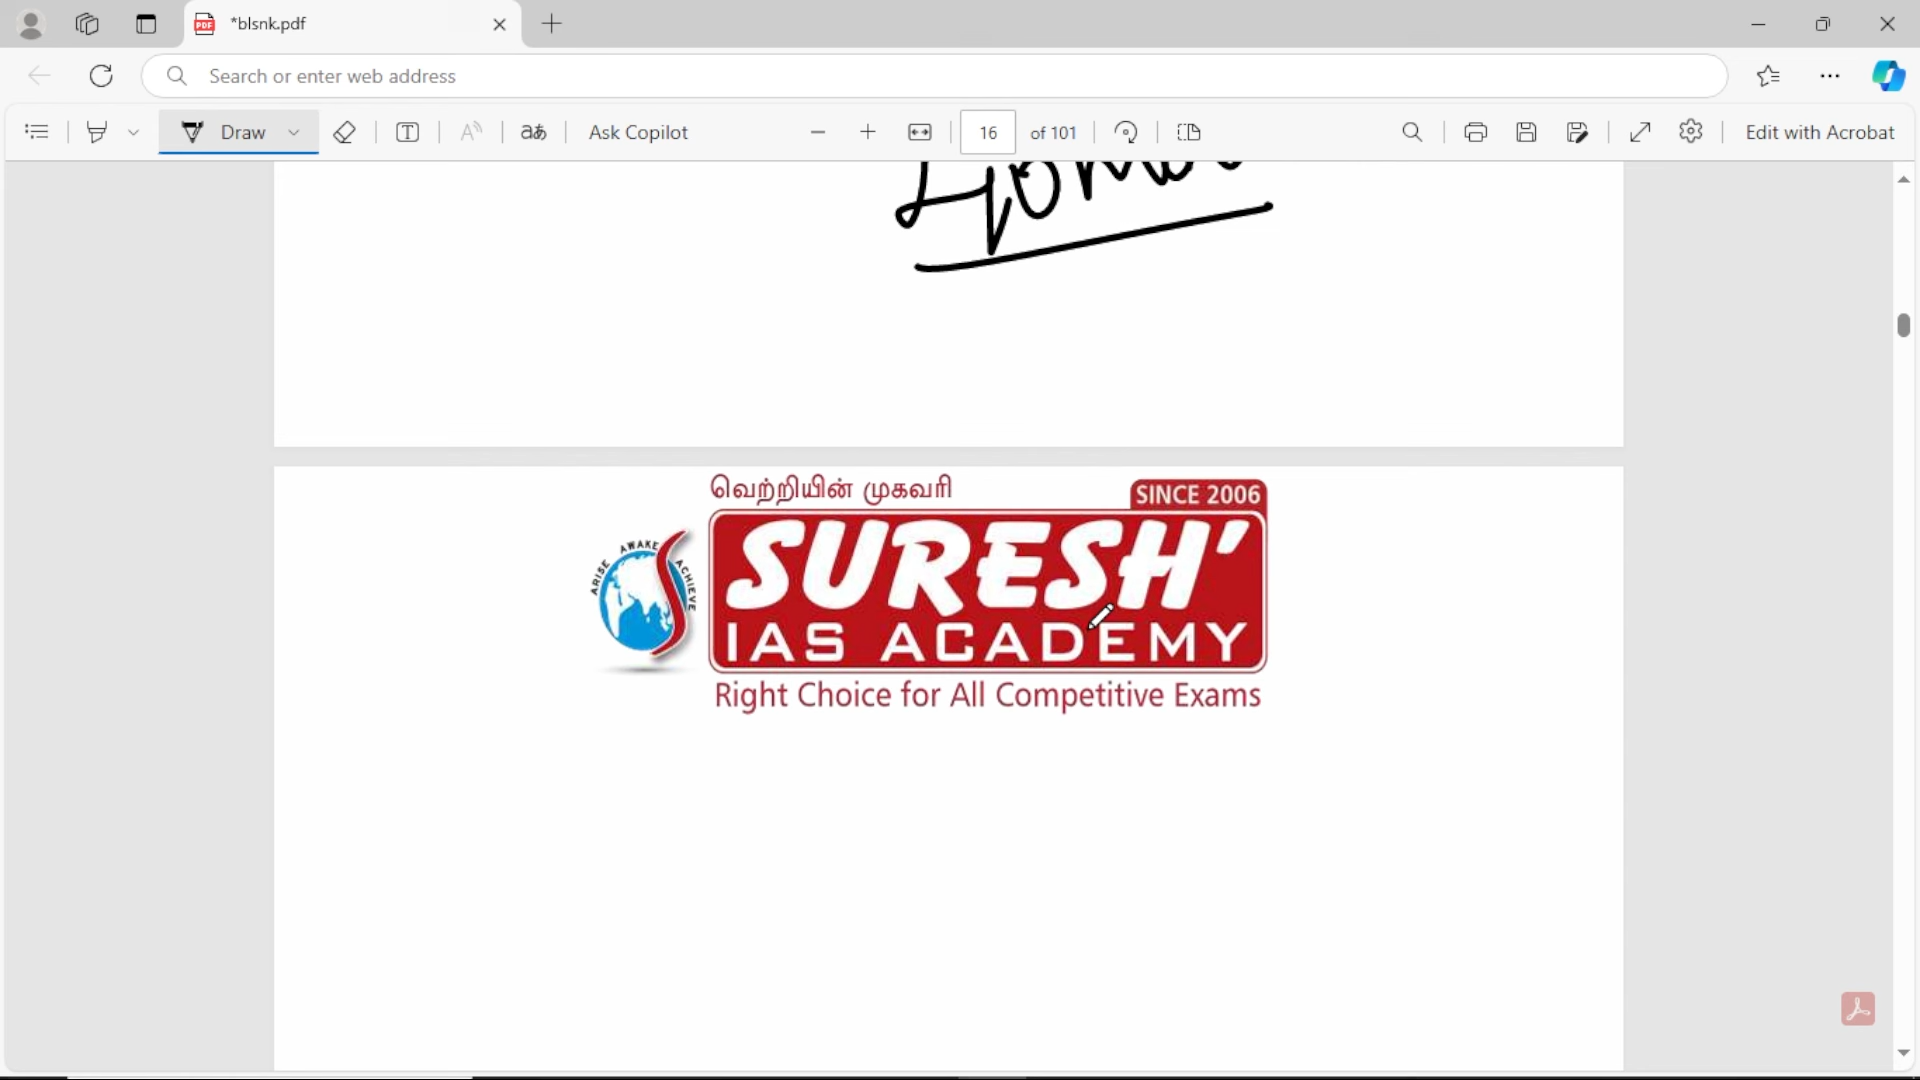 *blsnk.pdf
Search or enter web address
Draw
Ask Copilot
16 of 101
Edit with Acrobat
வெற்றியின் முகவரி
SINCE 2006
ARISE AWAKE ACHIEVE
SURESH'
IAS ACADEMY
Right Choice for All Competitive Exams